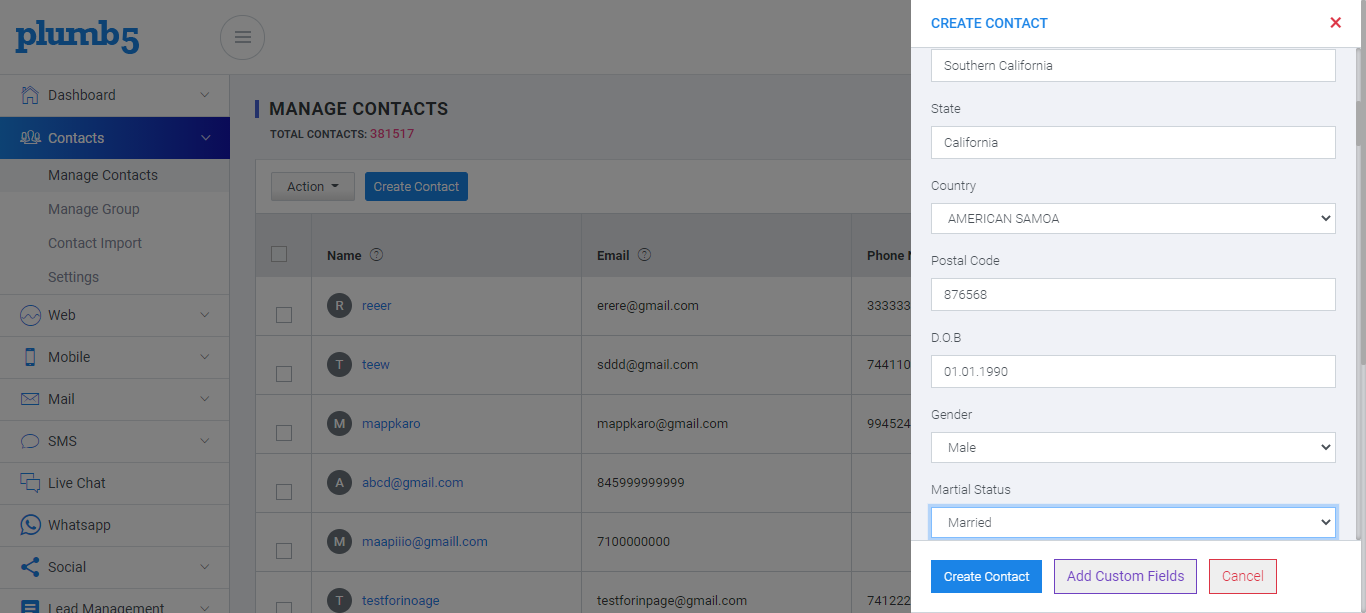 plumb5
Dashboard
Contacts
Manage Contacts
Manage Group
Contact Import
Settings
Web
Mobile
Mail
SMS
Live Chat
Whatsapp
Social
Lead Management
MANAGE CONTACTS
TOTAL CONTACTS: 381517
Action Create Contact
Name ? Email ? Phone
R reeer erere@gmail.com 333333
T teew sddd@gmail.com 744110
M mappkaro mappkaro@gmail.com 994524
A abcd@gmail.com 845999999999
M maapiiio@gmaill.com 7100000000
T testforinoage testforinpage@gmail.com 741222
CREATE CONTACT
Southern California
State
California
Country
AMERICAN SAMOA
Postal Code
876568
D.O.B
01.01.1990
Gender
Male
Martial Status
Married
Create Contact Add Custom Fields Cancel